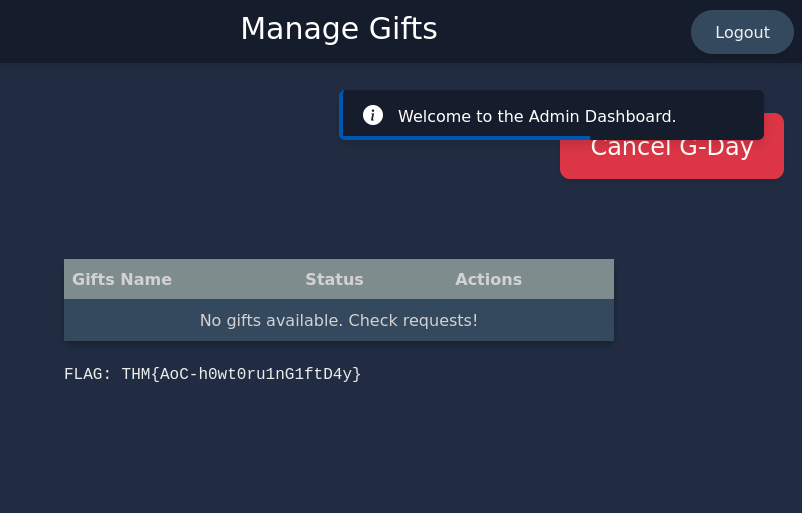 Manage Gifts
Logout
Welcome to the Admin Dashboard.
Cancel G-Day
Gifts Name Status Actions
No gifts available. Check requests!
FLAG: THM{AoC-h0wt0ru1nG1ftD4y}